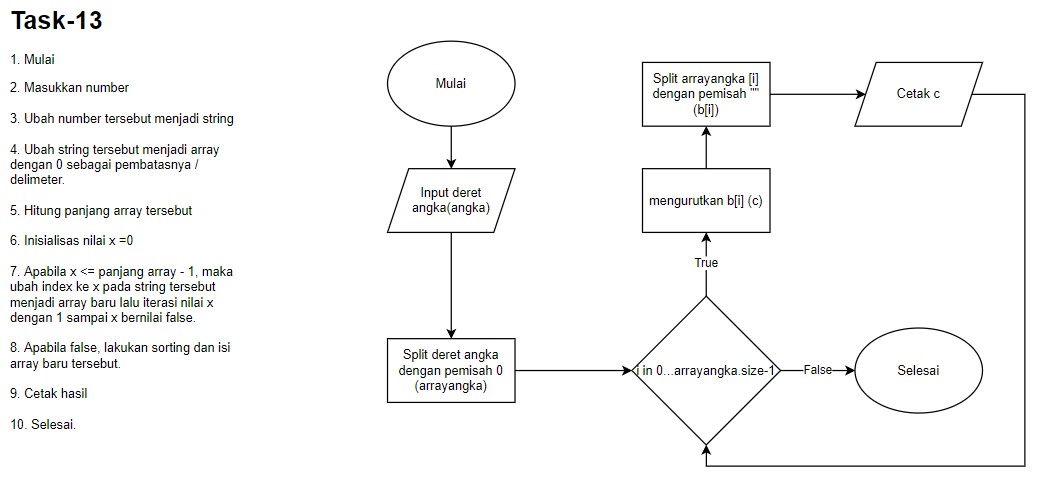 Task-13
1. Mulai
2. Masukkan number
3. Ubah number tersebut menjadi string
4. Ubah string tersebut menjadi array
dengan 0 sebagai pembatasnya /
delimeter.
5. Hitung panjang array tersebut
6. Inisialisas nilai x =0
7. Apabila x <= panjang array - 1, maka
ubah index ke x pada string tersebut
menjadi array baru lalu iterasi nilai x
dengan 1 sampai x bernilai false.
8. Apabila false, lakukan sorting dan isi
array baru tersebut.
9. Cetak hasil
10. Selesai.
Mulai
Input deret
angka(angka)
Split deret angka
dengan pemisah 0
(arrayangka)
i in 0...arrayangka.size-1
True
mengurutkan b[i] (c)
Split arrayangka [i]
dengan pemisah ""
(b[i])
Cetak c
False
Selesai